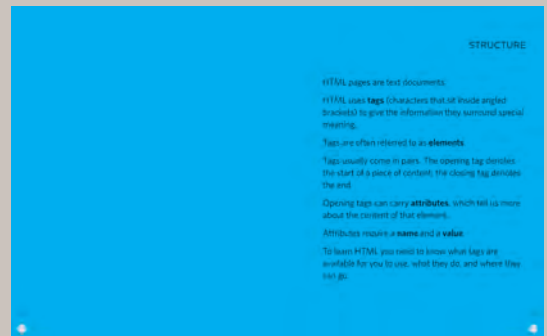 STRUCTURE
HTML pages are text documents.
HTML uses tags (characters that sit inside angled
brackets) to give the information they surround special
meaning.
Tags are often referred to as elements.
Tags usually come in pairs. The opening tag denotes
the start of a piece of content; the closing tag denotes
the end.
Opening tags can carry attributes, which tell us more
about the content of that element.
Attributes require a name and a value.
To learn HTML you need to know what tags are
available for you to use, what they do, and where they
can go.